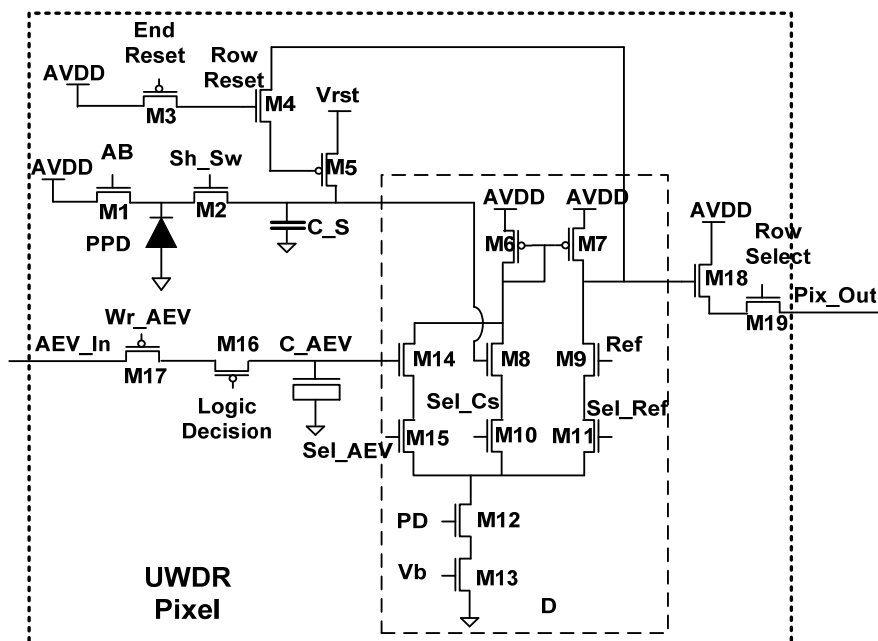 End
Reset
Row
Reset
AVDD
Vrst
M3
M4
M5
AB
Sh_Sw
AVDD
M1
M2
C_S
PPD
AVDD
AVDD
M6
M7
AVDD
Row
Select
M18
M19
Pix_Out
Wr_AEV
AEV_In
M16
C_AEV
M17
Logic
Decision
M14
M8
M9
Ref
Sel_Cs
Sel_Ref
Sel_AEV
M15
M10
M11
PD
M12
Vb
M13
D
UWDR
Pixel